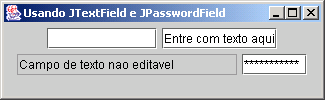 Usando JTextField e JPasswordField
Entre com texto aqui
Campo de texto nao editavel
***********